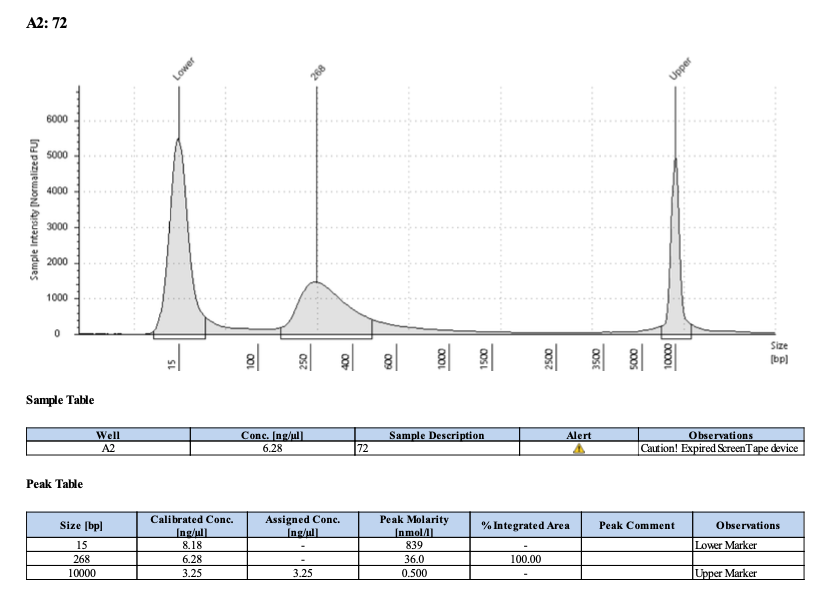 A2: 72
Lower
268
Upper
Sample Intensity [Normalized FU]
6000
5000
4000
3000
2000
1000
0
15
100
250
400
600
1000
1500
2500
3500
5000
10000
Size
[bp]
Sample Table
Well Conc. [ng/µl] Sample Description Alert Observations
A2 6.28 72 Caution! Expired ScreenTape device
Peak Table
Size [bp] Calibrated Conc. [ng/µl] Assigned Conc. [ng/µl] Peak Molarity [nmol/l] % Integrated Area Peak Comment Observations
15 8.18 - 839 - Lower Marker
268 6.28 - 36.0 100.00
10000 3.25 3.25 0.500 - Upper Marker